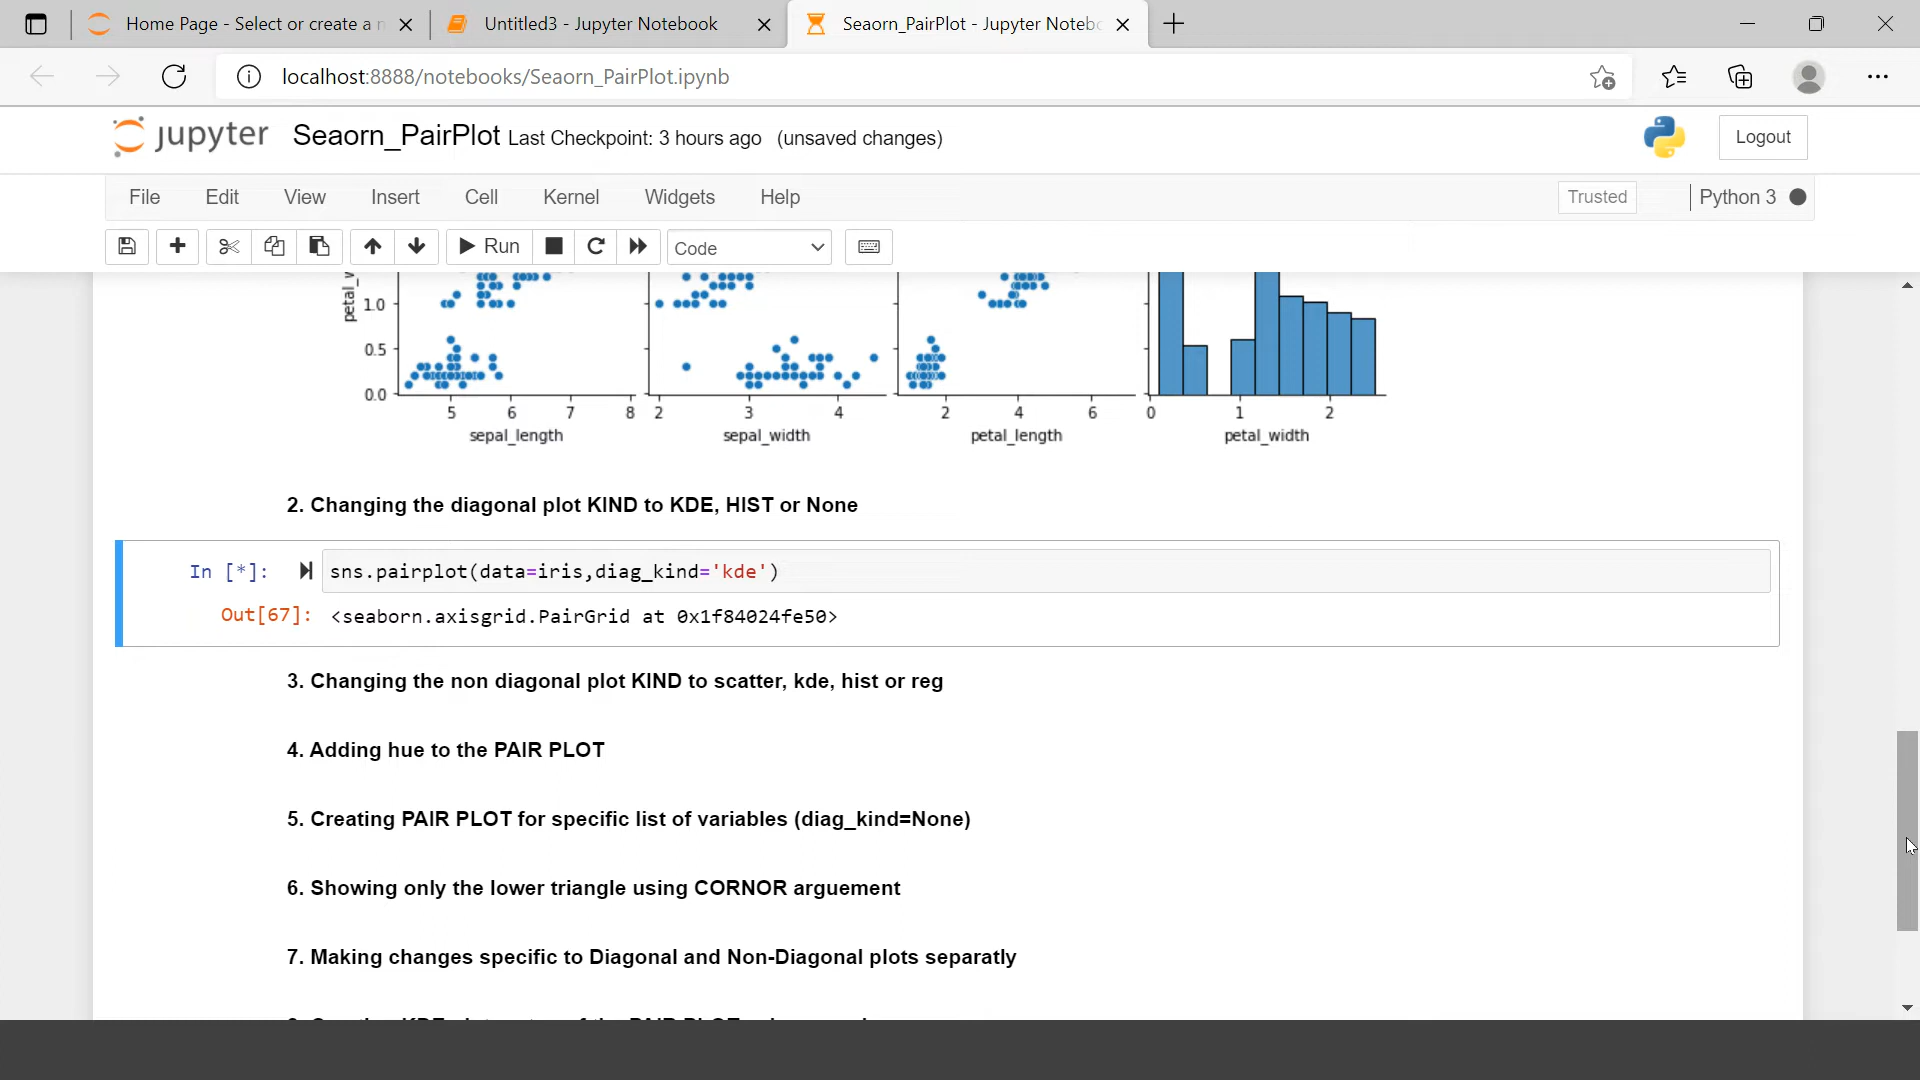 Home Page - Select or create a n
Untitled3 - Jupyter Notebook
Seaorn_PairPlot - Jupyter Notebo
localhost:8888/notebooks/Seaorn_PairPlot.ipynb
jupyter Seaorn_PairPlot Last Checkpoint: 3 hours ago (unsaved changes)
Logout
File Edit View Insert Cell Kernel Widgets Help
Trusted
Python 3
Run
Code
petal_w
1.0
0.5
0.0
5 6 7 8 2 3 4 2 4 6 0 1 2
sepal_length sepal_width petal_length petal_width
2. Changing the diagonal plot KIND to KDE, HIST or None
In [*]: sns.pairplot(data=iris,diag_kind='kde')
Out[67]: <seaborn.axisgrid.PairGrid at 0x1f84024fe50>
3. Changing the non diagonal plot KIND to scatter, kde, hist or reg
4. Adding hue to the PAIR PLOT
5. Creating PAIR PLOT for specific list of variables (diag_kind=None)
6. Showing only the lower triangle using CORNOR arguement
7. Making changes specific to Diagonal and Non-Diagonal plots separatly